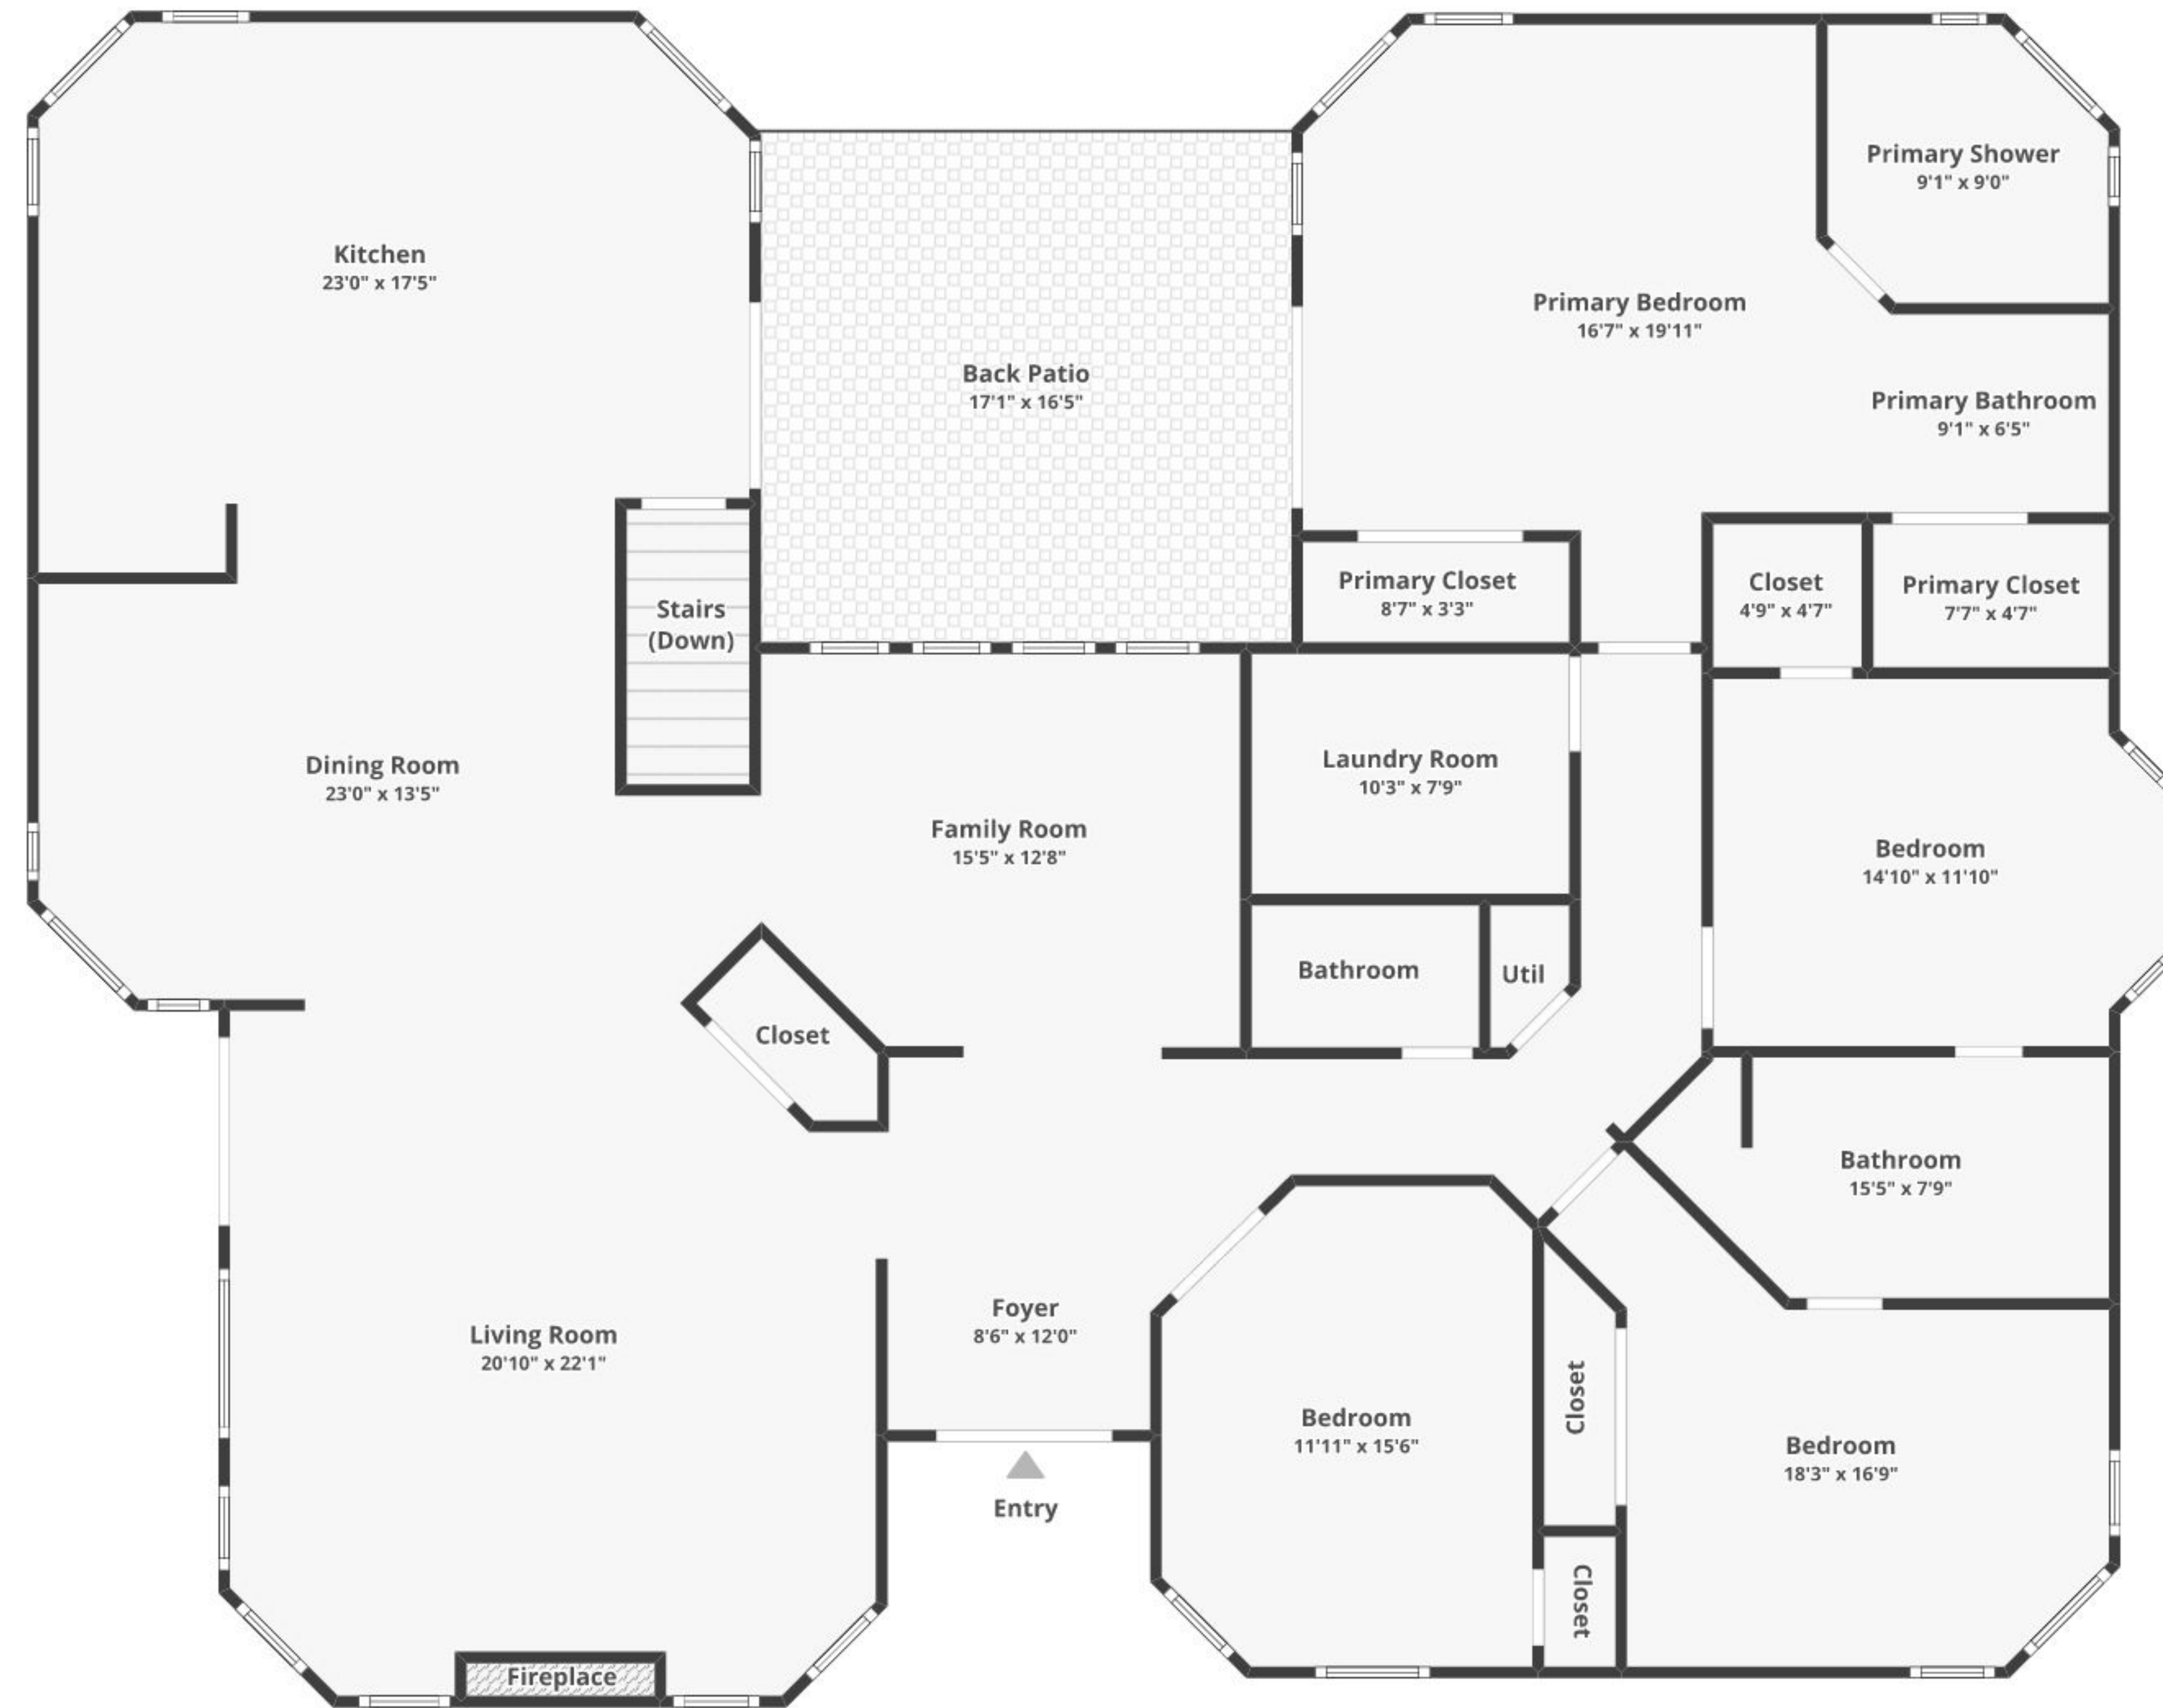 Primary Shower
9'1" x 9'0"
Kitchen
23'0" x 17'5"
Primary Bedroom
16'7" x 19'11"
Back Patio
17'1" x 16'5"
Primary Bathroom
9'1" x 6'5"
Stairs
(Down)
Primary Closet
8'7" x 3'3"
Closet
4'9" x 4'7"
Primary Closet
7'7" x 4'7"
Dining Room
23'0" x 13'5"
Family Room
15'5" x 12'8"
Laundry Room
10'3" x 7'9"
Bedroom
14'10" x 11'10"
Bathroom
Util
Closet
Bathroom
15'5" x 7'9"
Living Room
20'10" x 22'1"
Foyer
8'6" x 12'0"
Bedroom
11'11" x 15'6"
Closet
Bedroom
18'3" x 16'9"
Entry
Closet
Fireplace